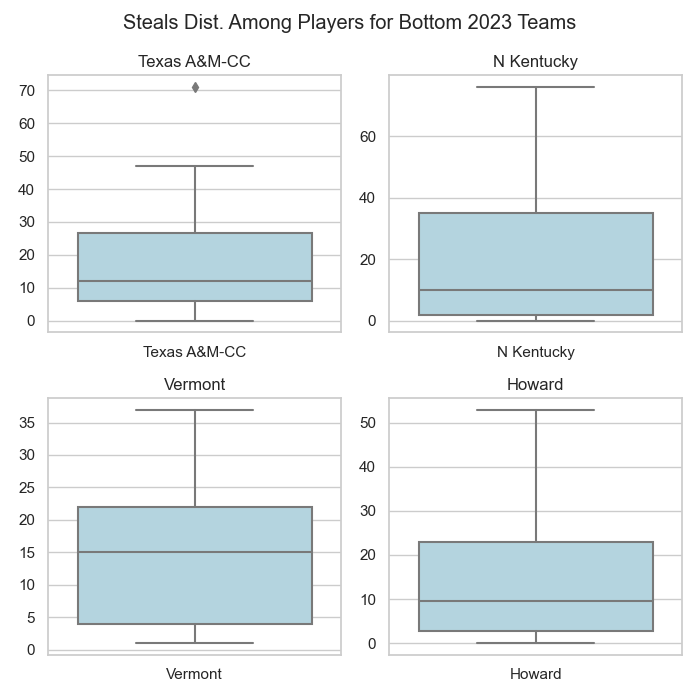 Steals Dist. Among Players for Bottom 2023 Teams
Texas A&M-CC
70
60
50
40
30
20
10
0
Texas A&M-CC
N Kentucky
60
40
20
0
N Kentucky
Vermont
35
30
25
20
15
10
5
0
Vermont
Howard
50
40
30
20
10
0
Howard